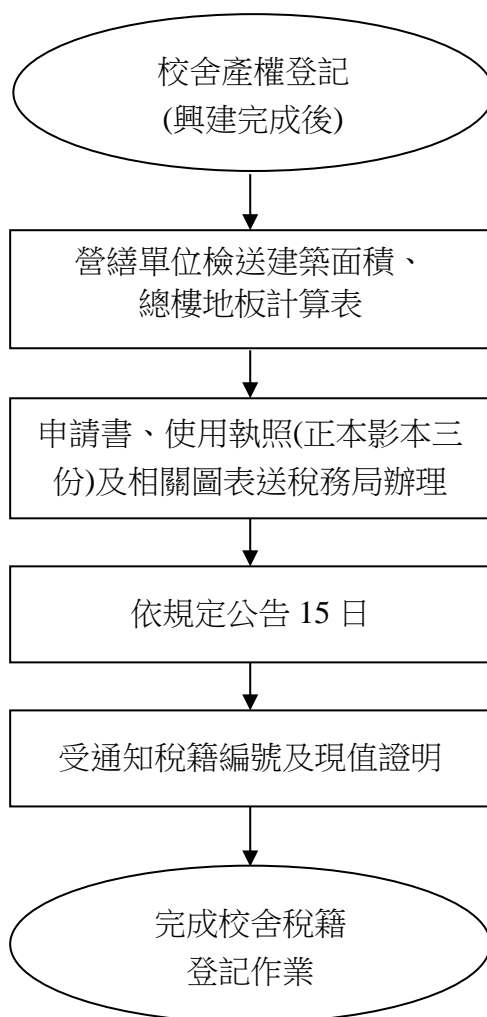 校舍產權登記
(興建完成後)
營繕單位檢送建築面積、
總樓地板計算表
申請書、使用執照(正本影本三
份)及相關圖表送稅務局辦理
依規定公告 15 日
受通知稅籍編號及現值證明
完成校舍稅籍
登記作業